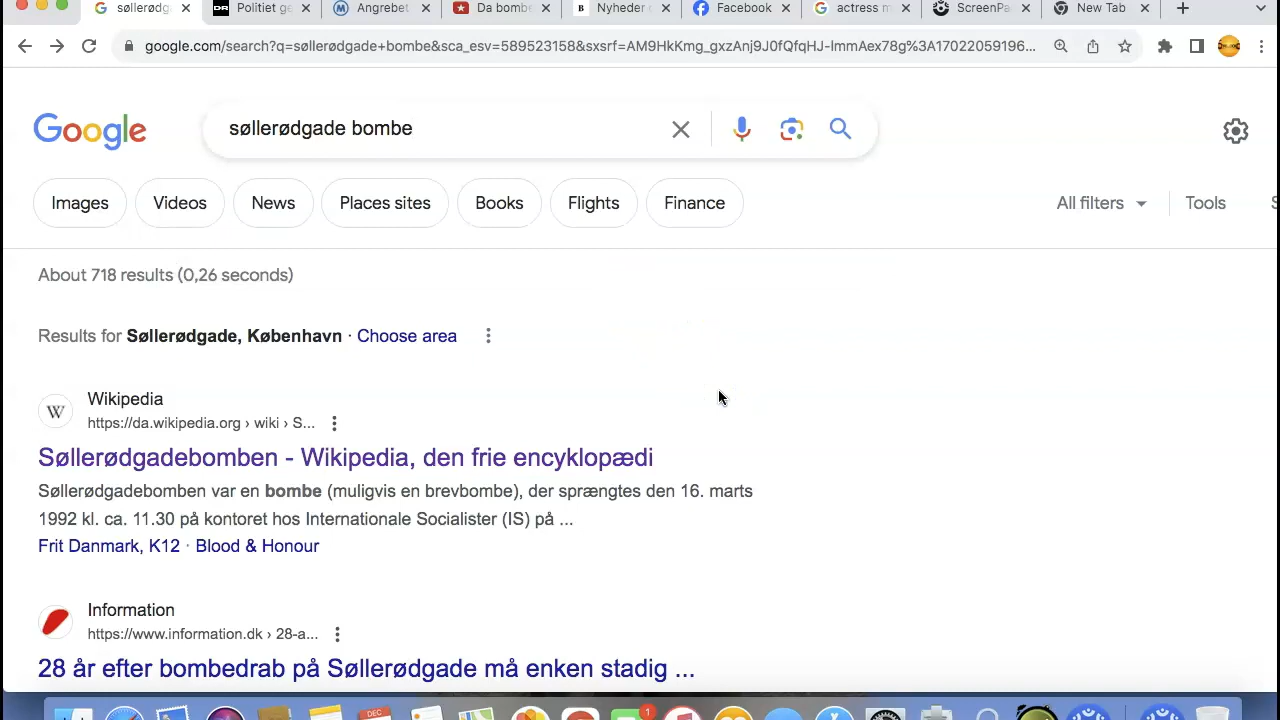 søllerødg
Politiet ge
Angrebet
Da bomb
Nyheder
Facebook
actress m
ScreenPa
New Tab
google.com/search?q=søllerødgade+bombe&sca_esv=589523158&sxsrf=AM9HkKmg_gxzAnj9J0fQfqHJ-lmmAex78g%3A17022059196...
Google
søllerødgade bombe
Images
Videos
News
Places sites
Books
Flights
Finance
All filters
Tools
About 718 results (0,26 seconds)
Results for Søllerødgade, København · Choose area
W
Wikipedia
https://da.wikipedia.org › wiki › S...
Søllerødgadebomben - Wikipedia, den frie encyklopædi
Søllerødgadebomben var en bombe (muligvis en brevbombe), der sprængtes den 16. marts
1992 kl. ca. 11.30 på kontoret hos Internationale Socialister (IS) på ...
Frit Danmark, K12 · Blood & Honour
Information
https://www.information.dk › 28-a...
28 år efter bombedrab på Søllerødgade må enken stadig ...
DEC
1